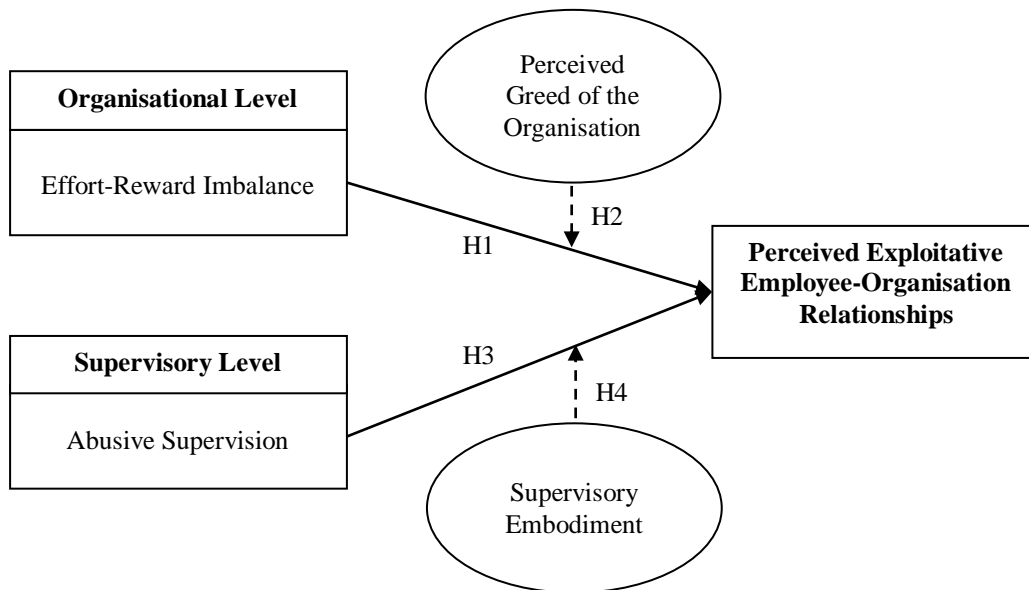 Organisational Level
Effort-Reward Imbalance
Perceived
Greed of the
Organisation
H2
H1
Perceived Exploitative
Employee-Organisation
Relationships
Supervisory Level
Abusive Supervision
H3
H4
Supervisory
Embodiment